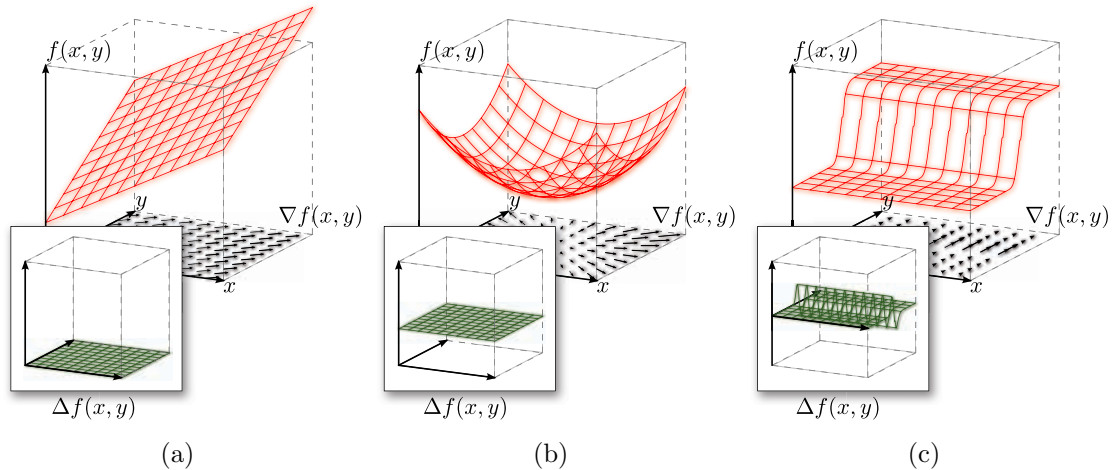 f(x, y)
y
∇f(x, y)
x
Δf(x, y)
(a)
f(x, y)
y
∇f(x, y)
x
Δf(x, y)
(b)
f(x, y)
y
∇f(x, y)
x
Δf(x, y)
(c)